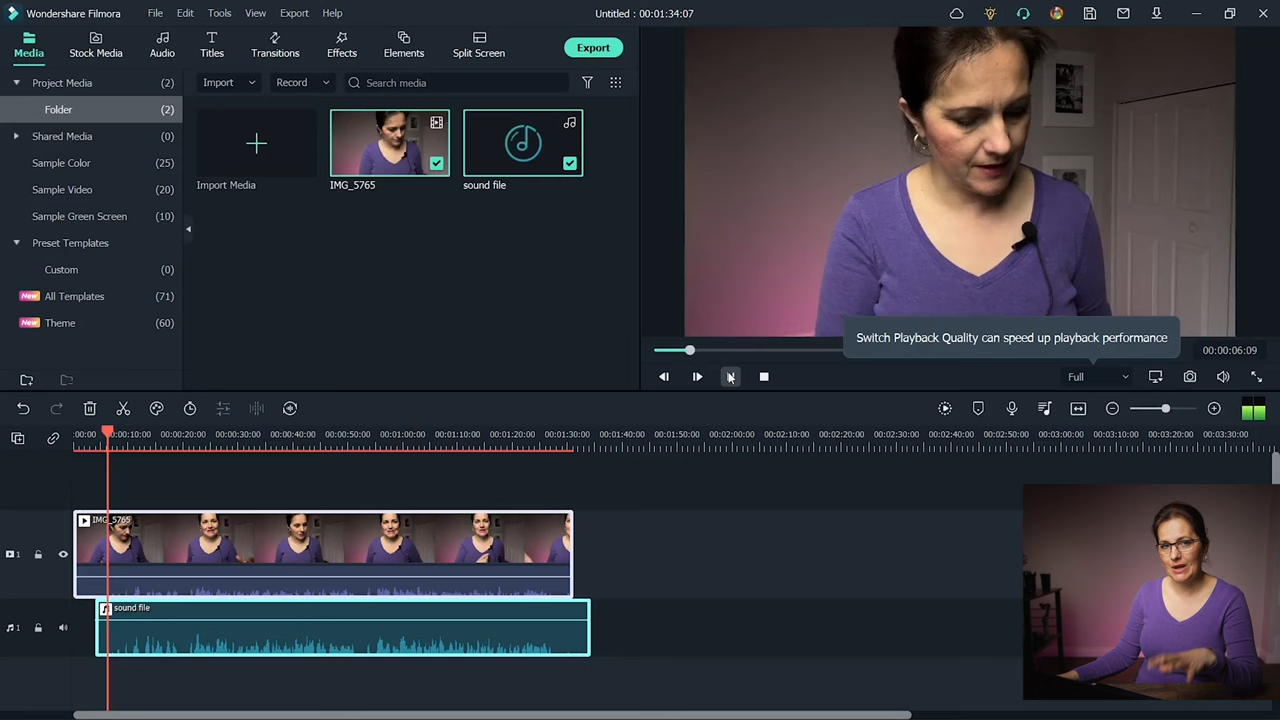 Wondershare Filmora File Edit Tools View Export Help Untitled : 00:01:34:07
Media Stock Media Audio Titles Transitions Effects Elements Split Screen Export
Project Media (2)
Folder (2)
Shared Media (0)
Sample Color (25)
Sample Video (20)
Sample Green Screen (10)
Preset Templates
Custom (0)
New All Templates (71)
New Theme (60)
Import Record Search media
Import Media IMG_5765 sound file
Switch Playback Quality can speed up playback performance
00:00:06:09
Full
:00:00 00:00:10:00 00:00:20:00 00:00:30:00 00:00:40:00 00:00:50:00 00:01:00:00 00:01:10:00 00:01:20:00 00:01:30:00 00:01:40:00 00:01:50:00 00:02:00:00 00:02:10:00 00:02:20:00 00:02:30:00 00:02:40:00 00:02:50:00 00:03:00:00 00:03:10:00 00:03:20:00 00:03:30:00
IMG_5765
1
sound file
1